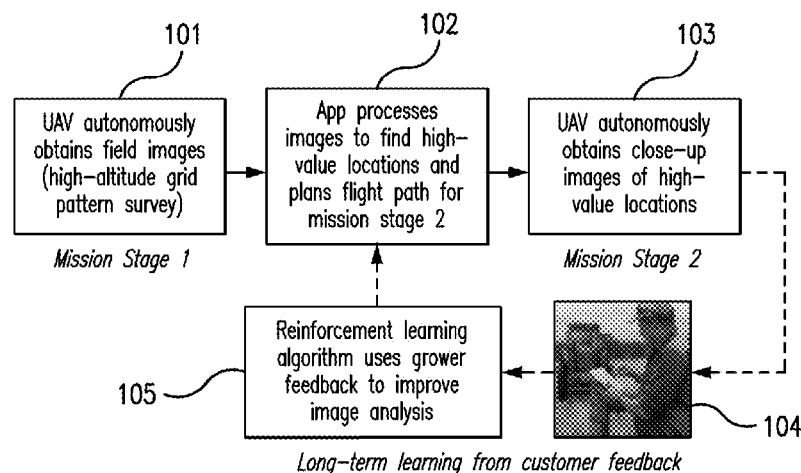 101
102
103
UAV autonomously
obtains field images
(high-altitude grid
pattern survey)
App processes
images to find high-
value locations and
plans flight path for
mission stage 2
UAV autonomously
obtains close-up
images of high-
value locations
Mission Stage 1
Mission Stage 2
Reinforcement learning
algorithm uses grower
feedback to improve
image analysis
105
104
Long-term learning from customer feedback